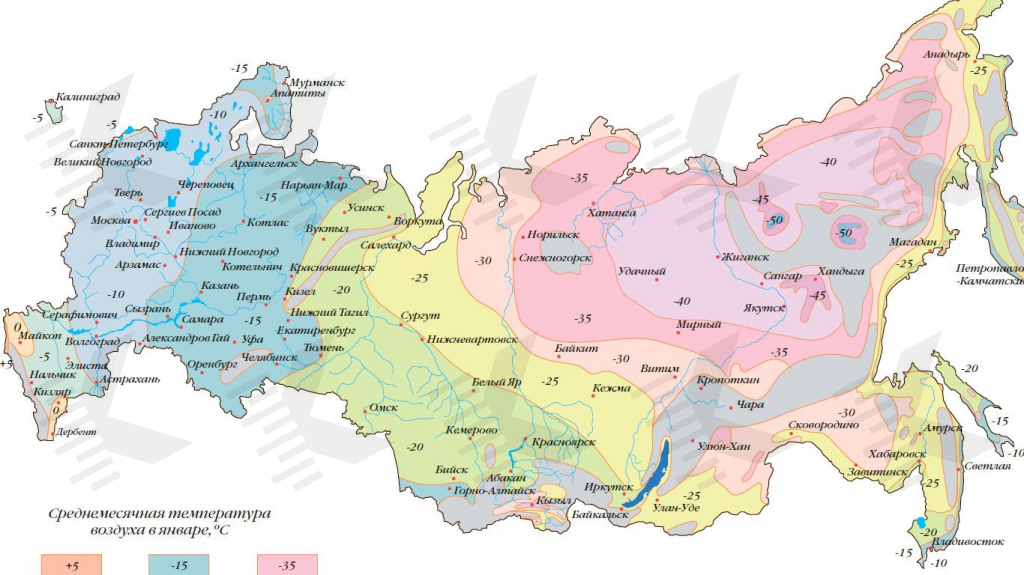 Анадырь
-25
-15
Мурманск
Апатиты
Калининград
-5
-10
-5
Санкт-Петербург
Великий Новгород
Архангельск
-40
-35
Череповец
Нарьян-Мар
Тверь
-15
-45
Сергиев Посад
Усинск
Хатанга
-5
Москва
Иваново
Котлас
Воркута
-50
Вуктыл
-50
Владимир
Салехард
Норильск
Магадан
Нижний Новгород
Снежногорск
Жиганск
-30
-25
Арзамас
Котельнич
Красновишерск
-25
Удачный
Сангар
Хандыга
Петропавловск
-Камчатский
Казань
-20
-10
Пермь
Кизел
-40
-45
Сызрань
Якутск
Серафимович
Нижний Тагил
Самара
-15
Сургут
-35
0
Мирный
Майкоп
Екатиренбург
Волгоград
Александров Гай
Уфа
Нижневартовск
Тюмень
Байкит
-35
-5
Челябинск
-30
+5
Элиста
Оренбург
Витим
-20
Нальчик
Астрахань
Белый Яр
-25
Кежма
Кропоткин
Кизляр
Чара
0
Омск
-30
-15
Дербент
Кемерово
Сковородино
Амурск
Красноярск
Улюн-Хан
-20
Хабаровск
-10
Бийск
Абакан
Завитинск
Светлая
Горно-Алтайск
Иркутск
-25
-25
Кызыл
Улан-Уде
Байкальск
Среднемесячная температура
воздуха в январе, °С
-20
Владивосток
-15
-10
+5
-15
-35